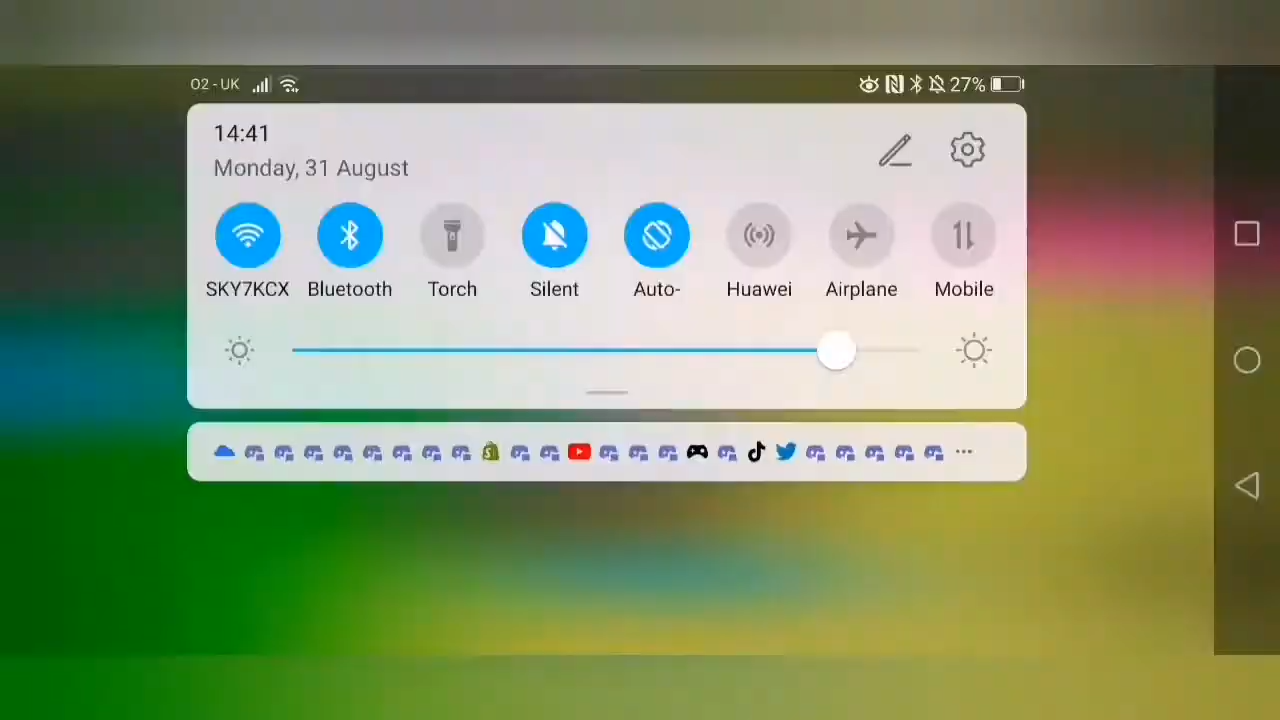 O2 - UK 27%
14:41
Monday, 31 August
SKY7KCX Bluetooth Torch Silent Auto- Huawei Airplane Mobile
...